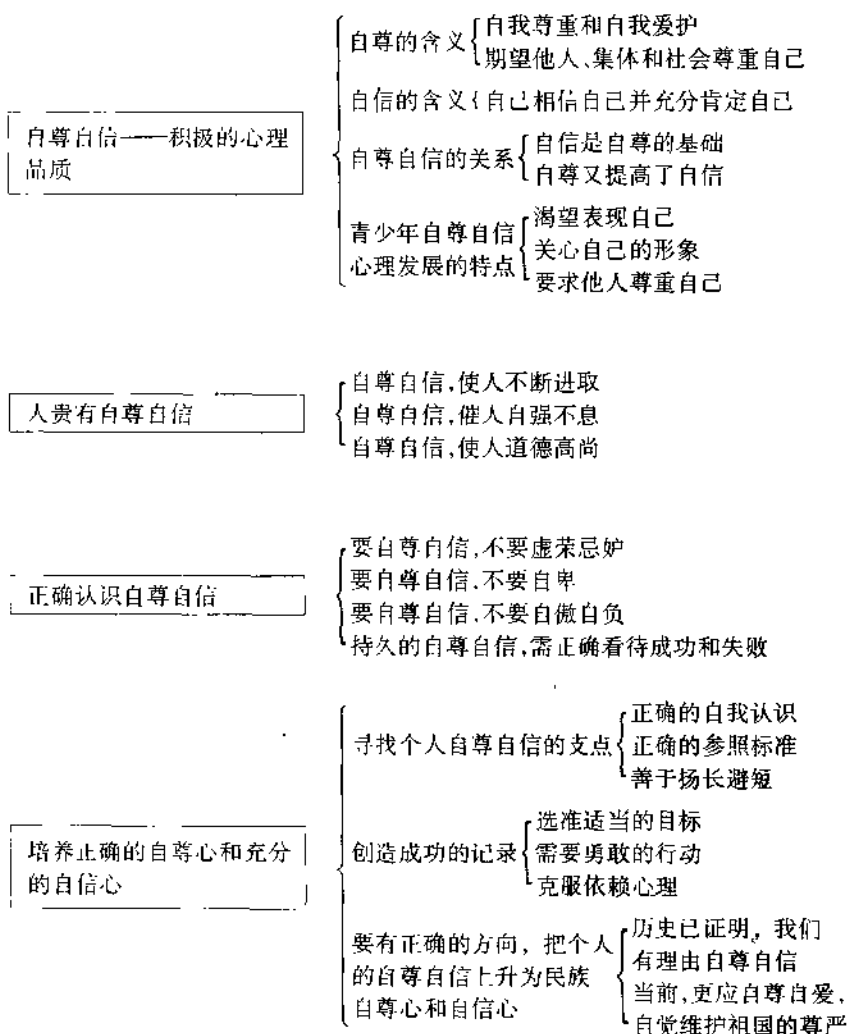 自尊自信——积极的心理
品质
自尊的含义
自我尊重和自我爱护
期望他人、集体和社会尊重自己
自信的含义
自己相信自己并充分肯定自己
自尊自信的关系
自信是自尊的基础
自尊又提高了自信
青少年自尊自信
心理发展的特点
渴望表现自己
关心自己的形象
要求他人尊重自己
人贵有自尊自信
自尊自信,使人不断进取
自尊自信,催人自强不息
自尊自信,使人道德高尚
正确认识自尊自信
要自尊自信,不要虚荣忌妒
要自尊自信,不要自卑
要自尊自信,不要自傲自负
持久的自尊自信,需正确看待成功和失败
培养正确的自尊心和充分
的自信心
寻找个人自尊自信的支点
正确的自我认识
正确的参照标准
善于扬长避短
创造成功的记录
选准适当的目标
需要勇敢的行动
克服依赖心理
要有正确的方向，把个人
的自尊自信上升为民族
自尊心和自信心
历史已证明，我们
有理由自尊自信
当前,更应自尊自爱,
自觉维护祖国的尊严